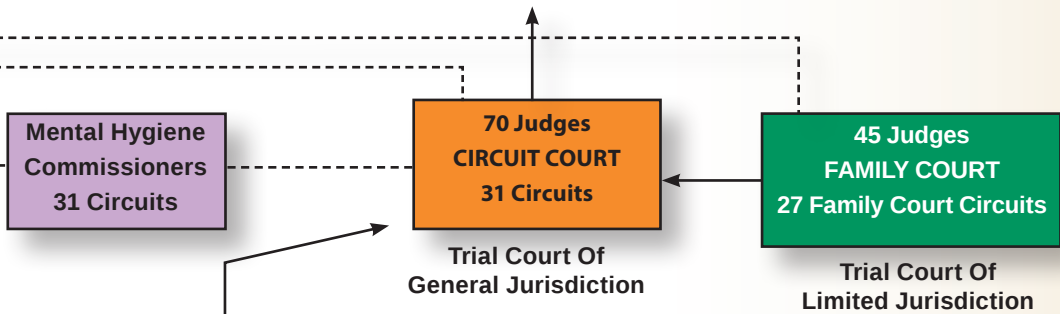 Mental Hygiene
Commissioners
31 Circuits
70 Judges
CIRCUIT COURT
31 Circuits
Trial Court Of
General Jurisdiction
45 Judges
FAMILY COURT
27 Family Court Circuits
Trial Court Of
Limited Jurisdiction